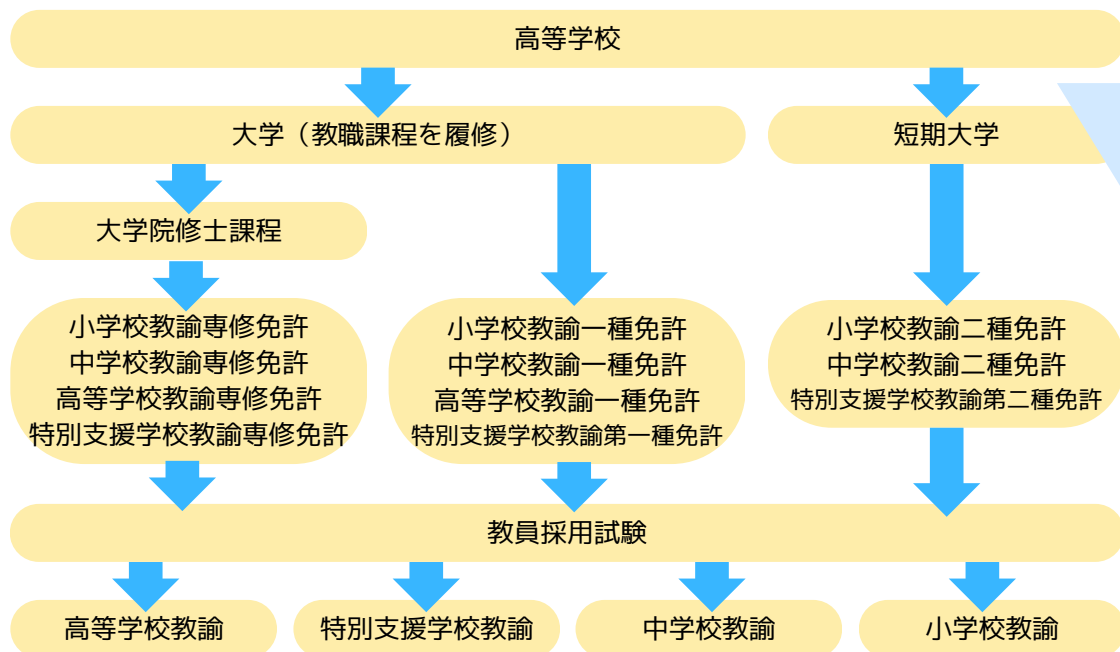 高等学校
大学（教職課程を履修）
短期大学
大学院修士課程
小学校教諭専修免許
中学校教諭専修免許
高等学校教諭専修免許
特別支援学校教諭専修免許
小学校教諭一種免許
中学校教諭一種免許
高等学校教諭一種免許
特別支援学校教諭第一種免許
小学校教諭二種免許
中学校教諭二種免許
特別支援学校教諭第二種免許
教員採用試験
高等学校教諭
特別支援学校教諭
中学校教諭
小学校教諭